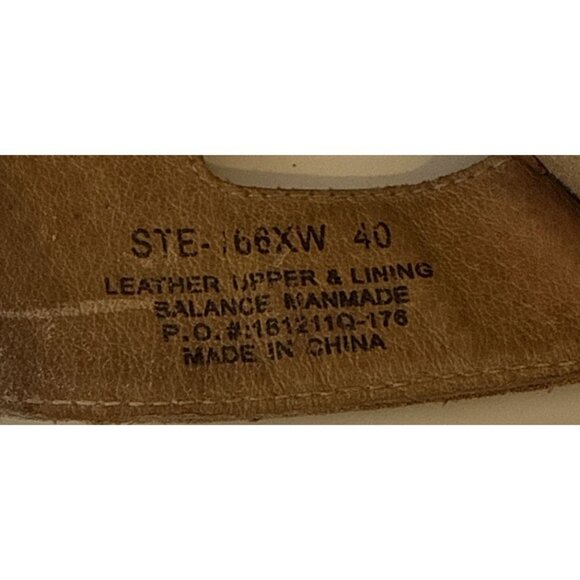 STE-166XW 40
LEATHER UPPER & LINING
BALANCE MANMADE
P.O.#:161211Q-176
MADE IN CHINA